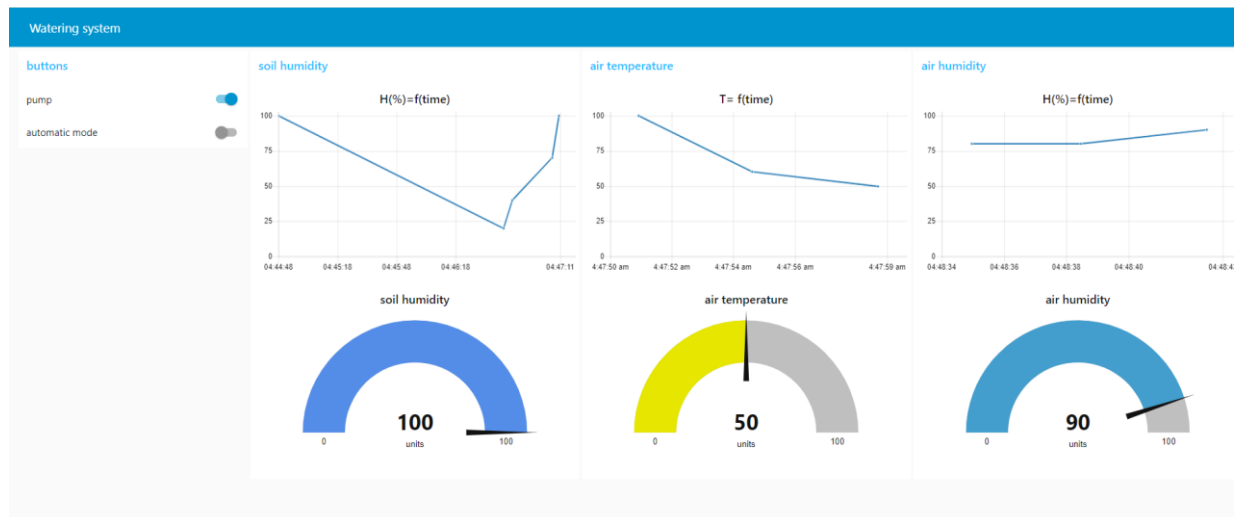 Watering system
buttons
pump
automatic mode
soil humidity
H(%)=f(time)
100
75
50
25
0
04:44:48 04:45:18 04:45:48 04:46:18 04:47:11
soil humidity
100
units
0 100
air temperature
T= f(time)
100
75
50
25
0
4:47:50 am 4:47:52 am 4:47:54 am 4:47:56 am 4:47:59 am
air temperature
50
units
0 100
air humidity
H(%)=f(time)
100
75
50
25
0
04:48:34 04:48:36 04:48:38 04:48:40
air humidity
90
units
0 100